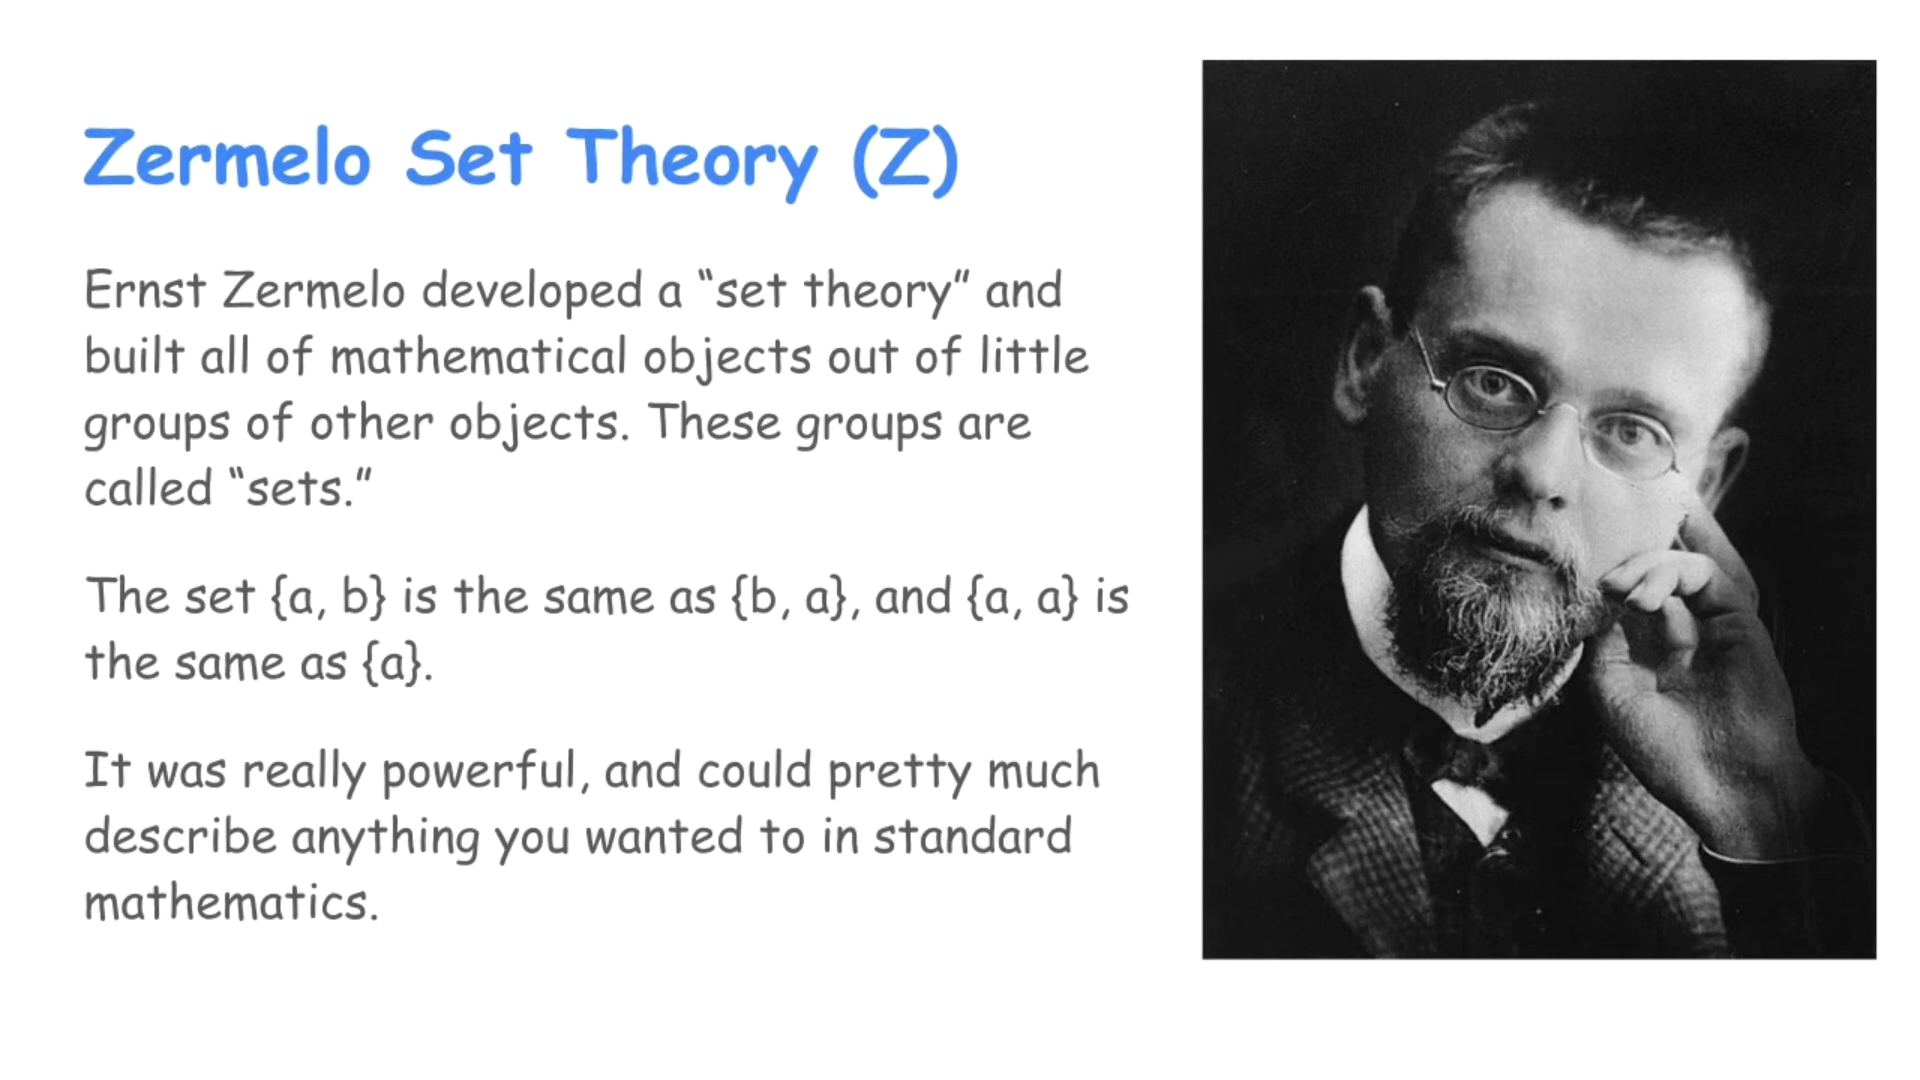 Zermelo Set Theory (Z)
Ernst Zermelo developed a “set theory” and
built all of mathematical objects out of little
groups of other objects. These groups are
called “sets.”
The set {a, b} is the same as {b, a}, and {a, a} is
the same as {a}.
It was really powerful, and could pretty much
describe anything you wanted to in standard
mathematics.